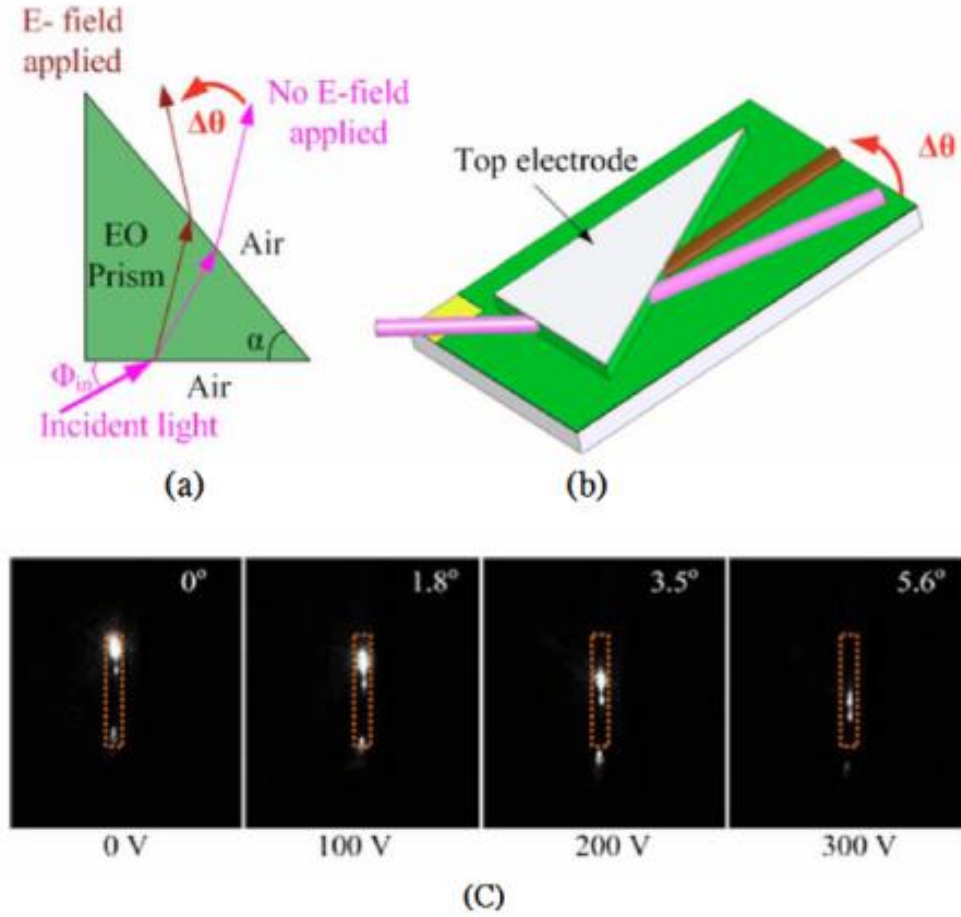 E- field
applied
No E-field
applied
Δθ
EO
Prism
Air
α
Φin
Air
Incident light
(a)
Top electrode
Δθ
(b)
0° 1.8° 3.5° 5.6°
0 V 100 V 200 V 300 V
(C)